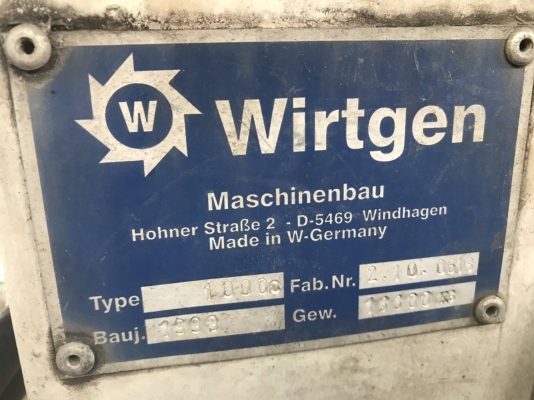 W Wirtgen
Maschinenbau
Hohner Straße 2 - D-5469 Windhagen
Made in W-Germany
Type Fab.Nr.
Bauj. Gew.